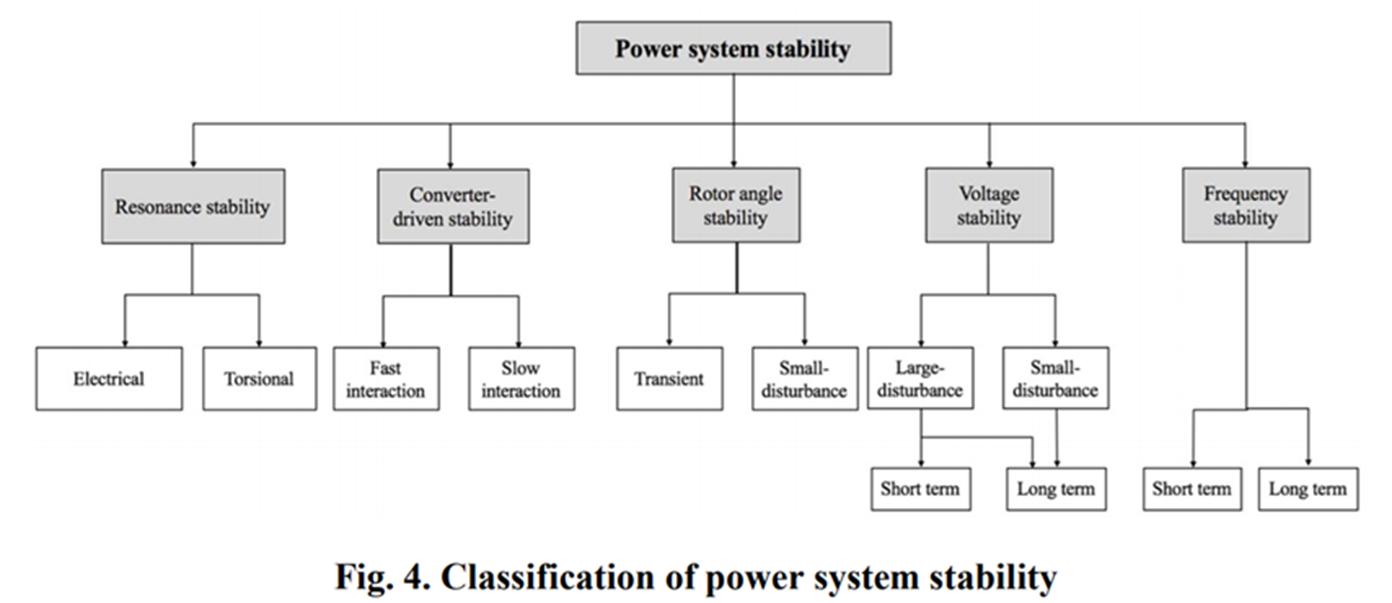 Power system stability
Resonance stability
Converter-
driven stability
Rotor angle
stability
Voltage
stability
Frequency
stability
Electrical
Torsional
Fast
interaction
Slow
interaction
Transient
Small-
disturbance
Large-
disturbance
Small-
disturbance
Short term
Long term
Short term
Long term
Fig. 4. Classification of power system stability